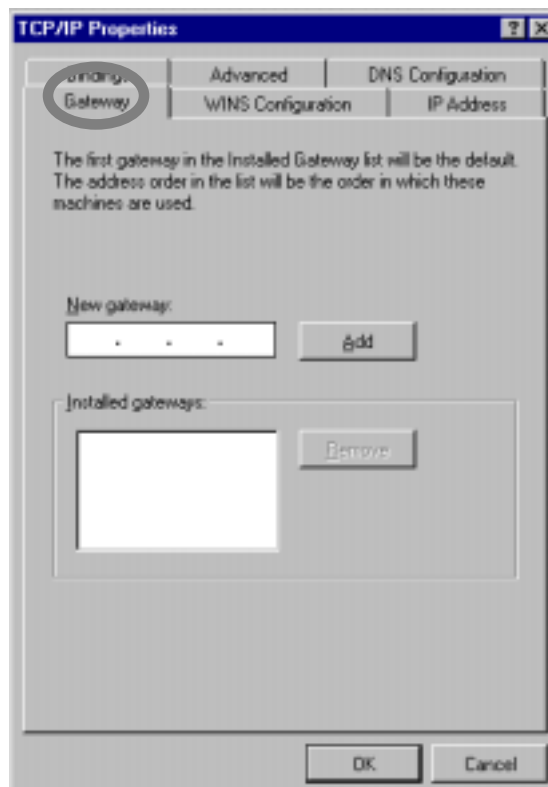 TCP/IP Properties
Bindings Advanced DNS Configuration
Gateway WINS Configuration IP Address
The first gateway in the Installed Gateway list will be the default.
The address order in the list will be the order in which these
machines are used.
New gateway:
. . . Add
Installed gateways:
Remove
OK Cancel